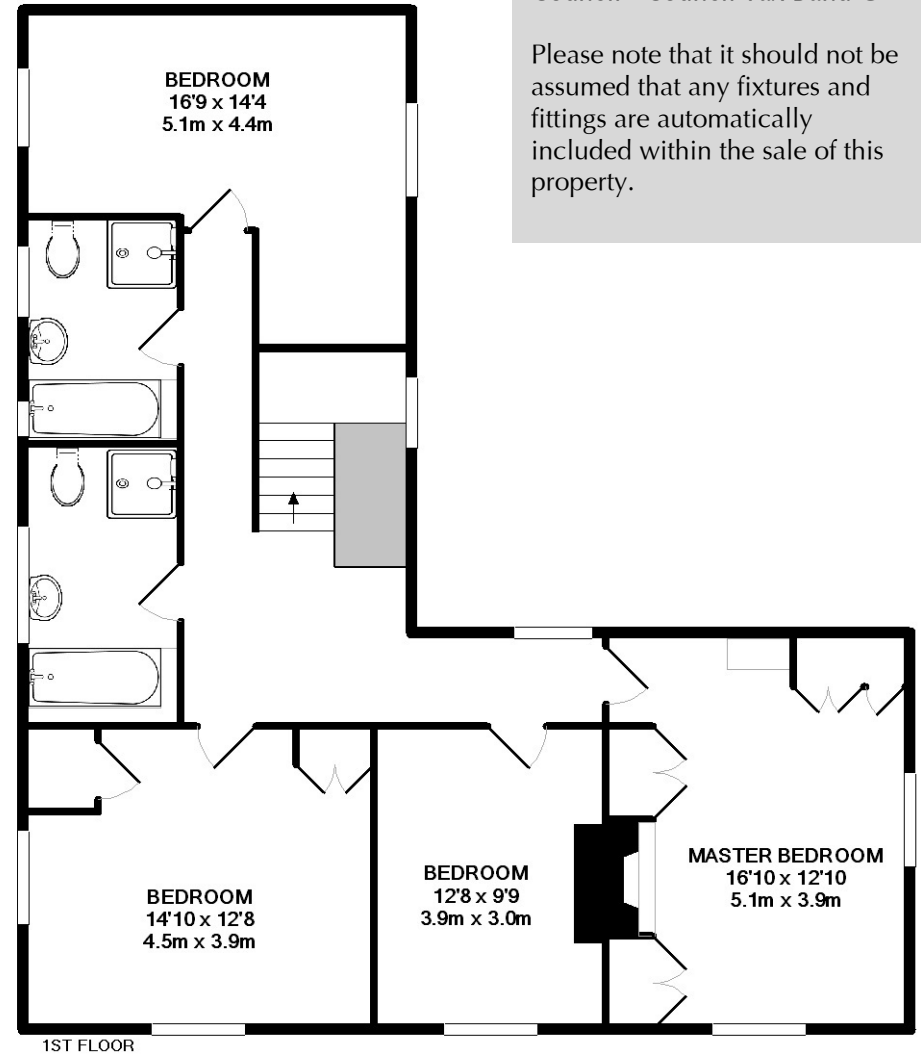 Please note that it should not be
assumed that any fixtures and
fittings are automatically
included within the sale of this
property.
BEDROOM
16'9 x 14'4
5.1m x 4.4m
MASTER BEDROOM
16'10 x 12'10
5.1m x 3.9m
BEDROOM
12'8 x 9'9
3.9m x 3.0m
BEDROOM
14'10 x 12'8
4.5m x 3.9m
1ST FLOOR